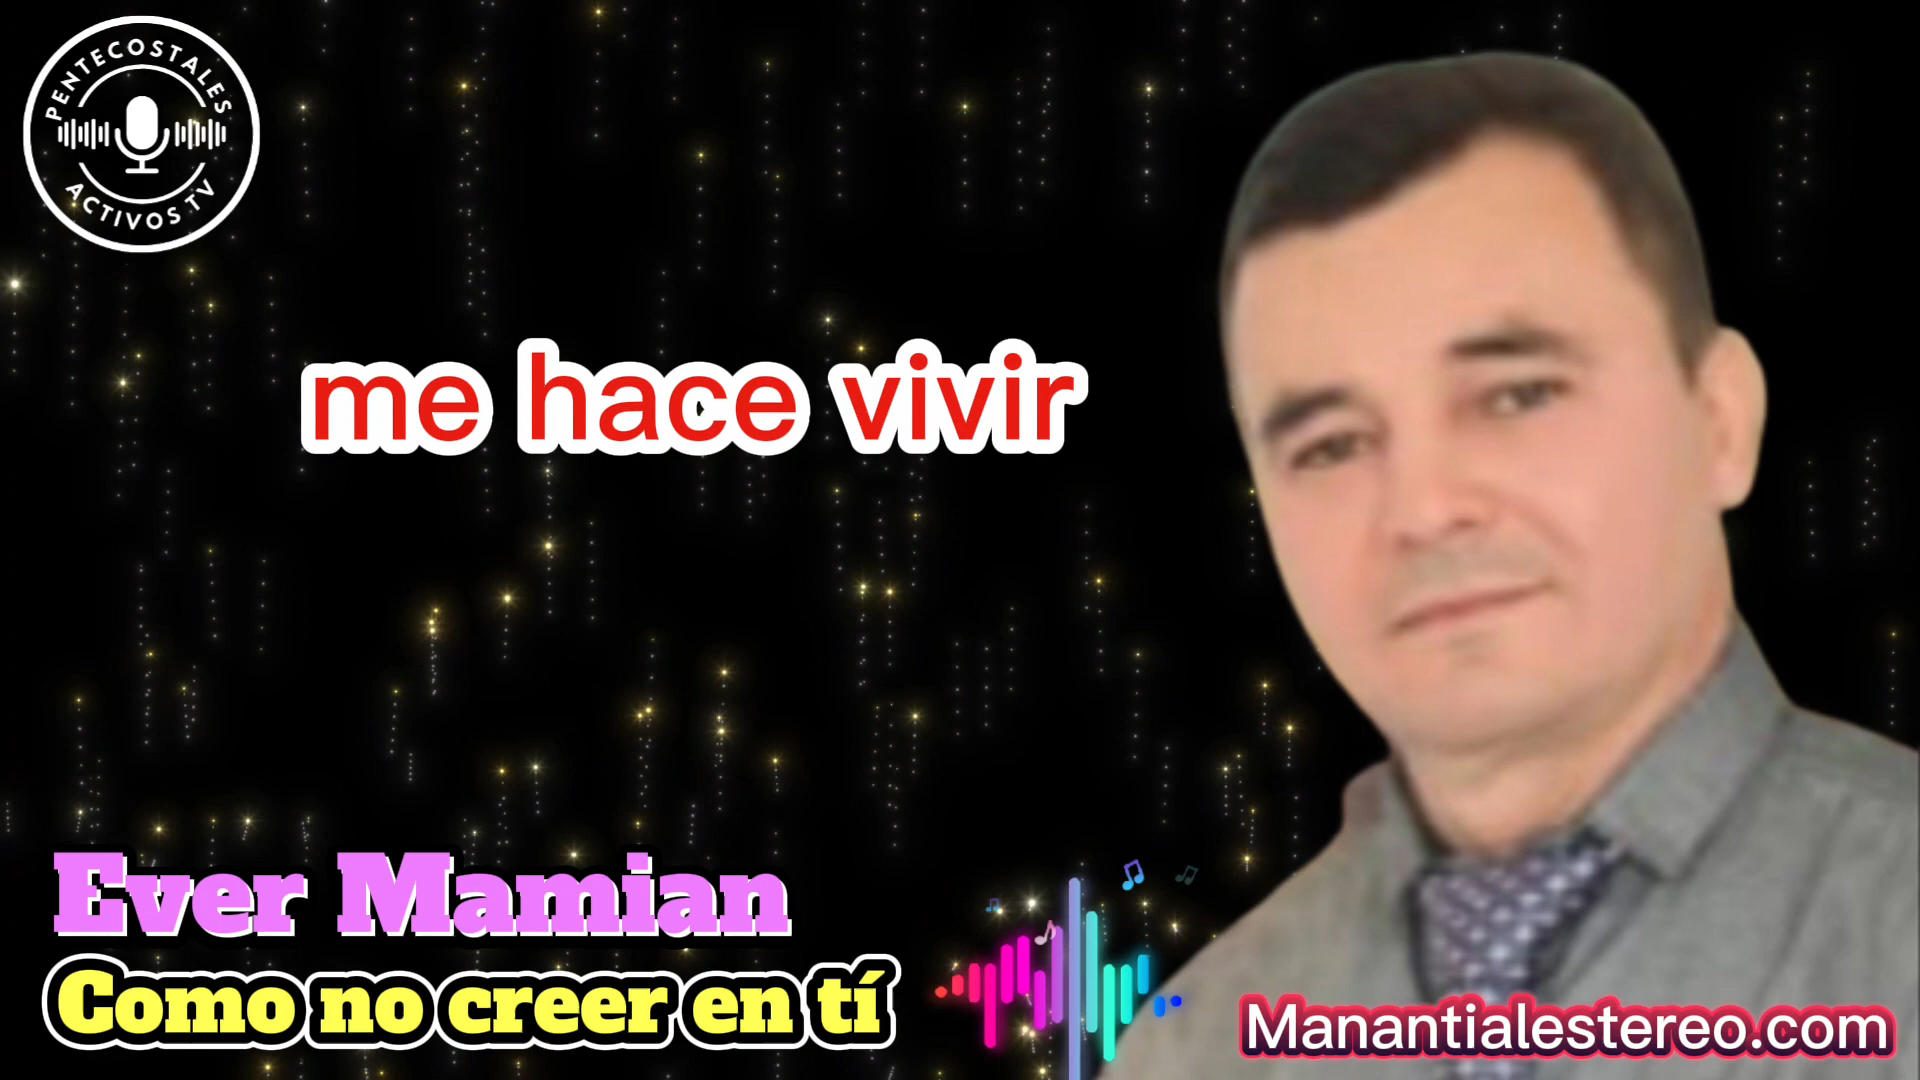 PENTECOSTALES
ACTIVOS TV
me hace vivir
Ever Mamian
Como no creer en tí
Manantialestereo.com